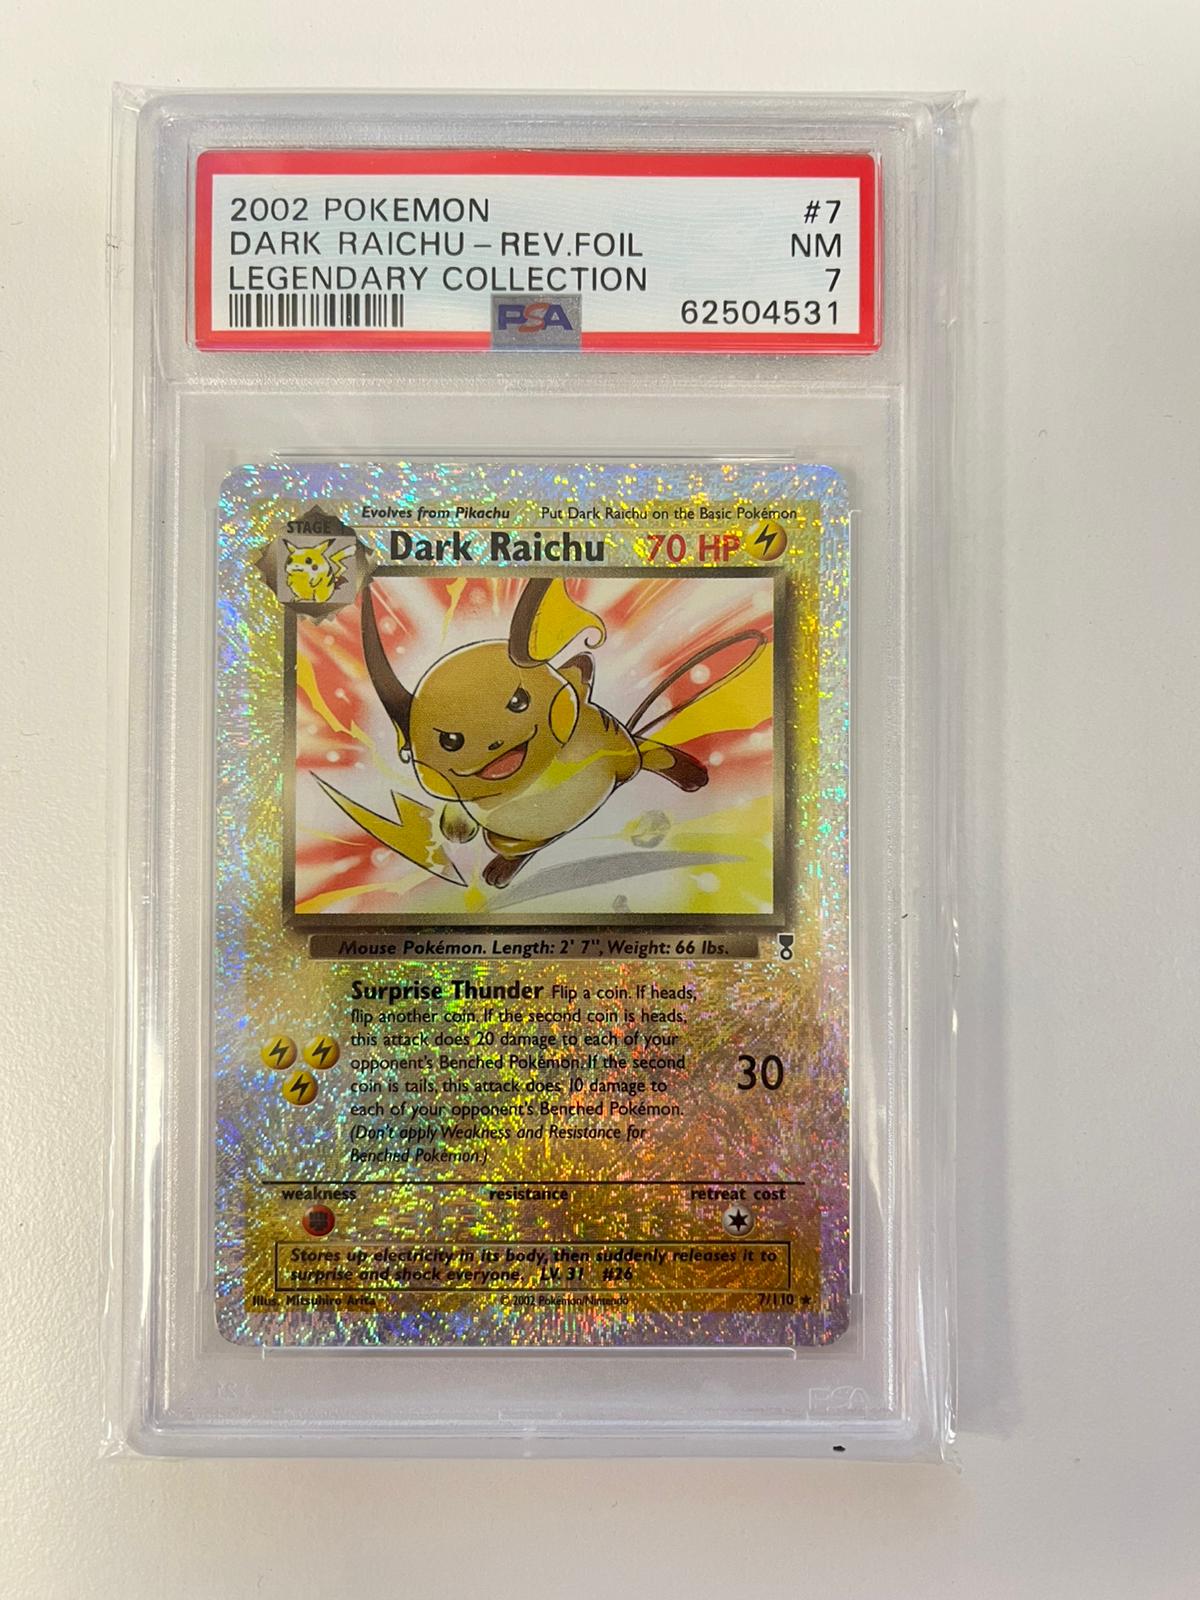 2002 POKEMON #7
DARK RAICHU – REV.FOIL NM
LEGENDARY COLLECTION 7
PSA 62504531
Evolves from Pikachu Put Dark Raichu on the Basic Pokémon
STAGE
Dark Raichu 70 HP
Mouse Pokémon. Length: 2' 7", Weight: 66 lbs.
Surprise Thunder Flip a coin. If heads,
flip another coin. If the second coin is heads,
this attack does 20 damage to each of your
opponent's Benched Pokémon. If the second
coin is tails, this attack does 10 damage to
each of your opponent's Benched Pokémon.
(Don't apply Weakness and Resistance for
Benched Pokémon.)
30
weakness resistance retreat cost
Stores up electricity in its body, then suddenly releases it to
surprise and shock everyone. LV. 31 #26
Illus. Mitsuhiro Arita © 2002 Pokémon/Nintendo 7/110 ★
PSA